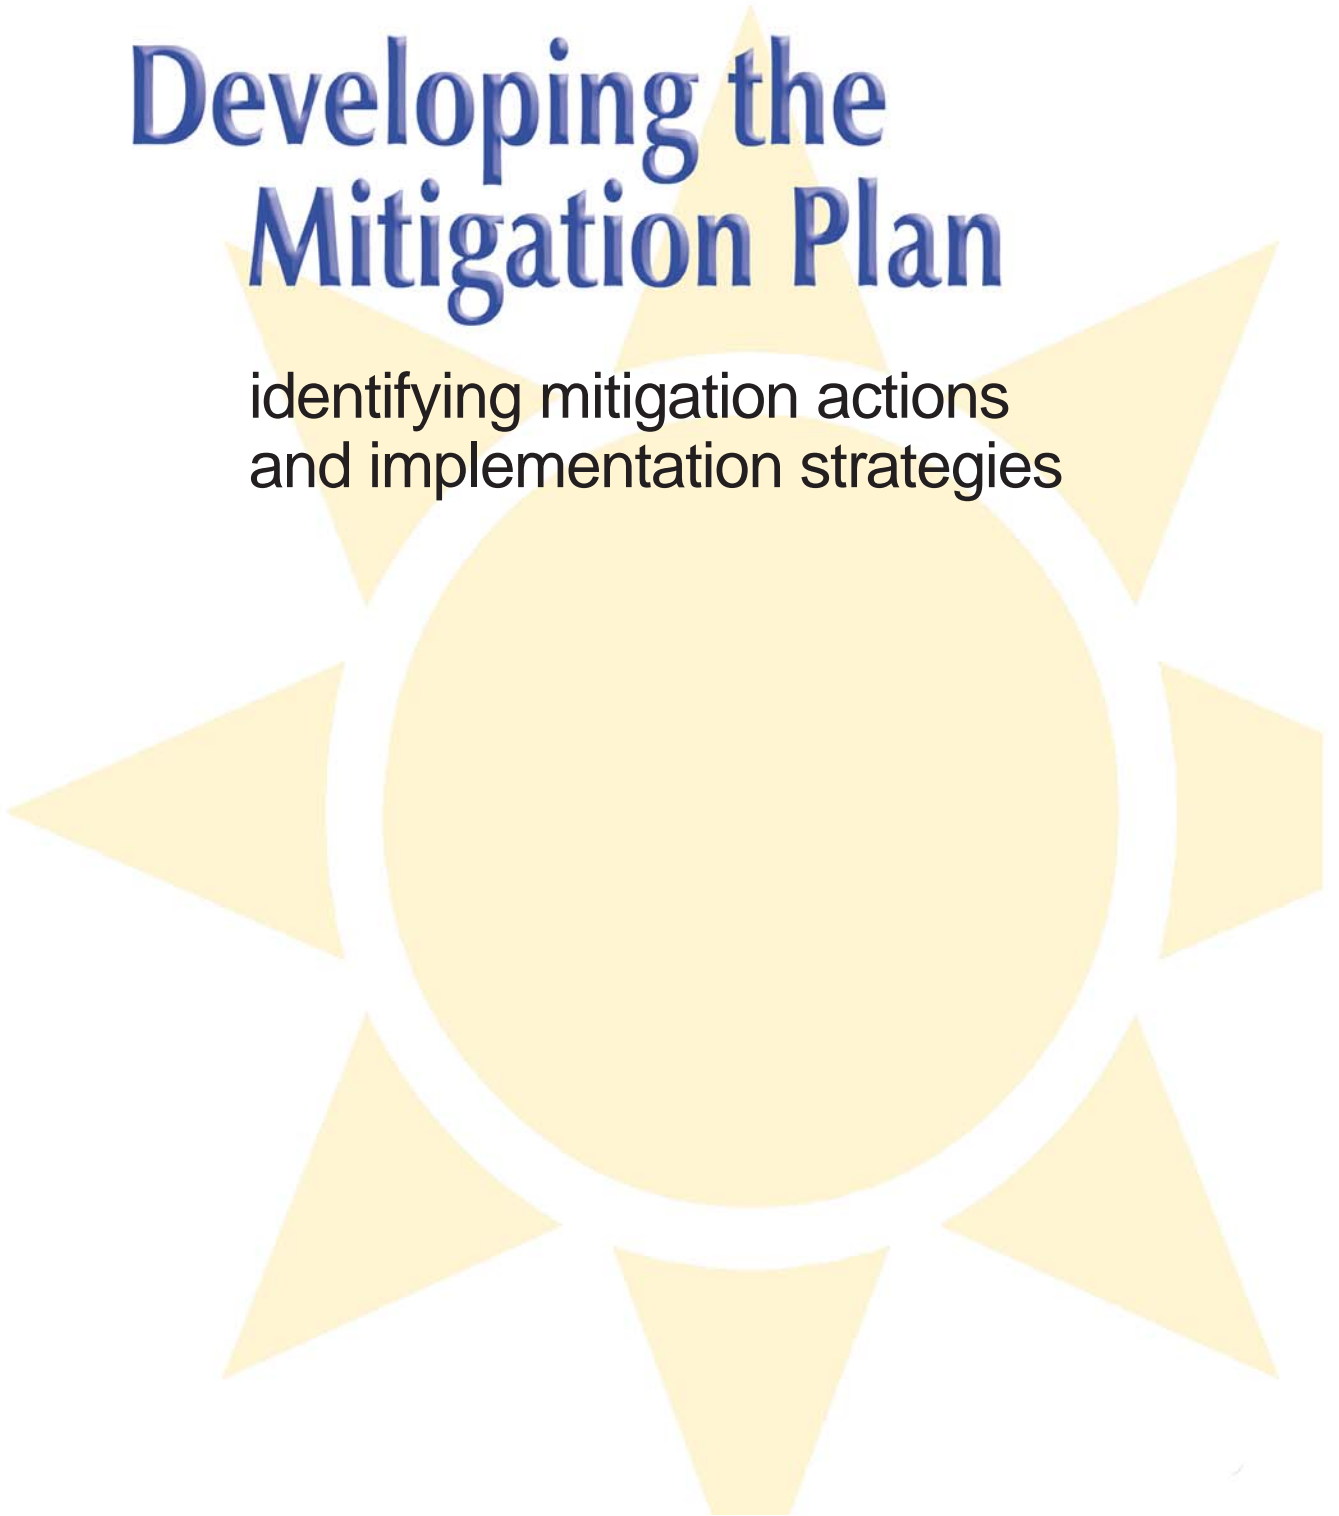 Developing the
Mitigation Plan
identifying mitigation actions
and implementation strategies